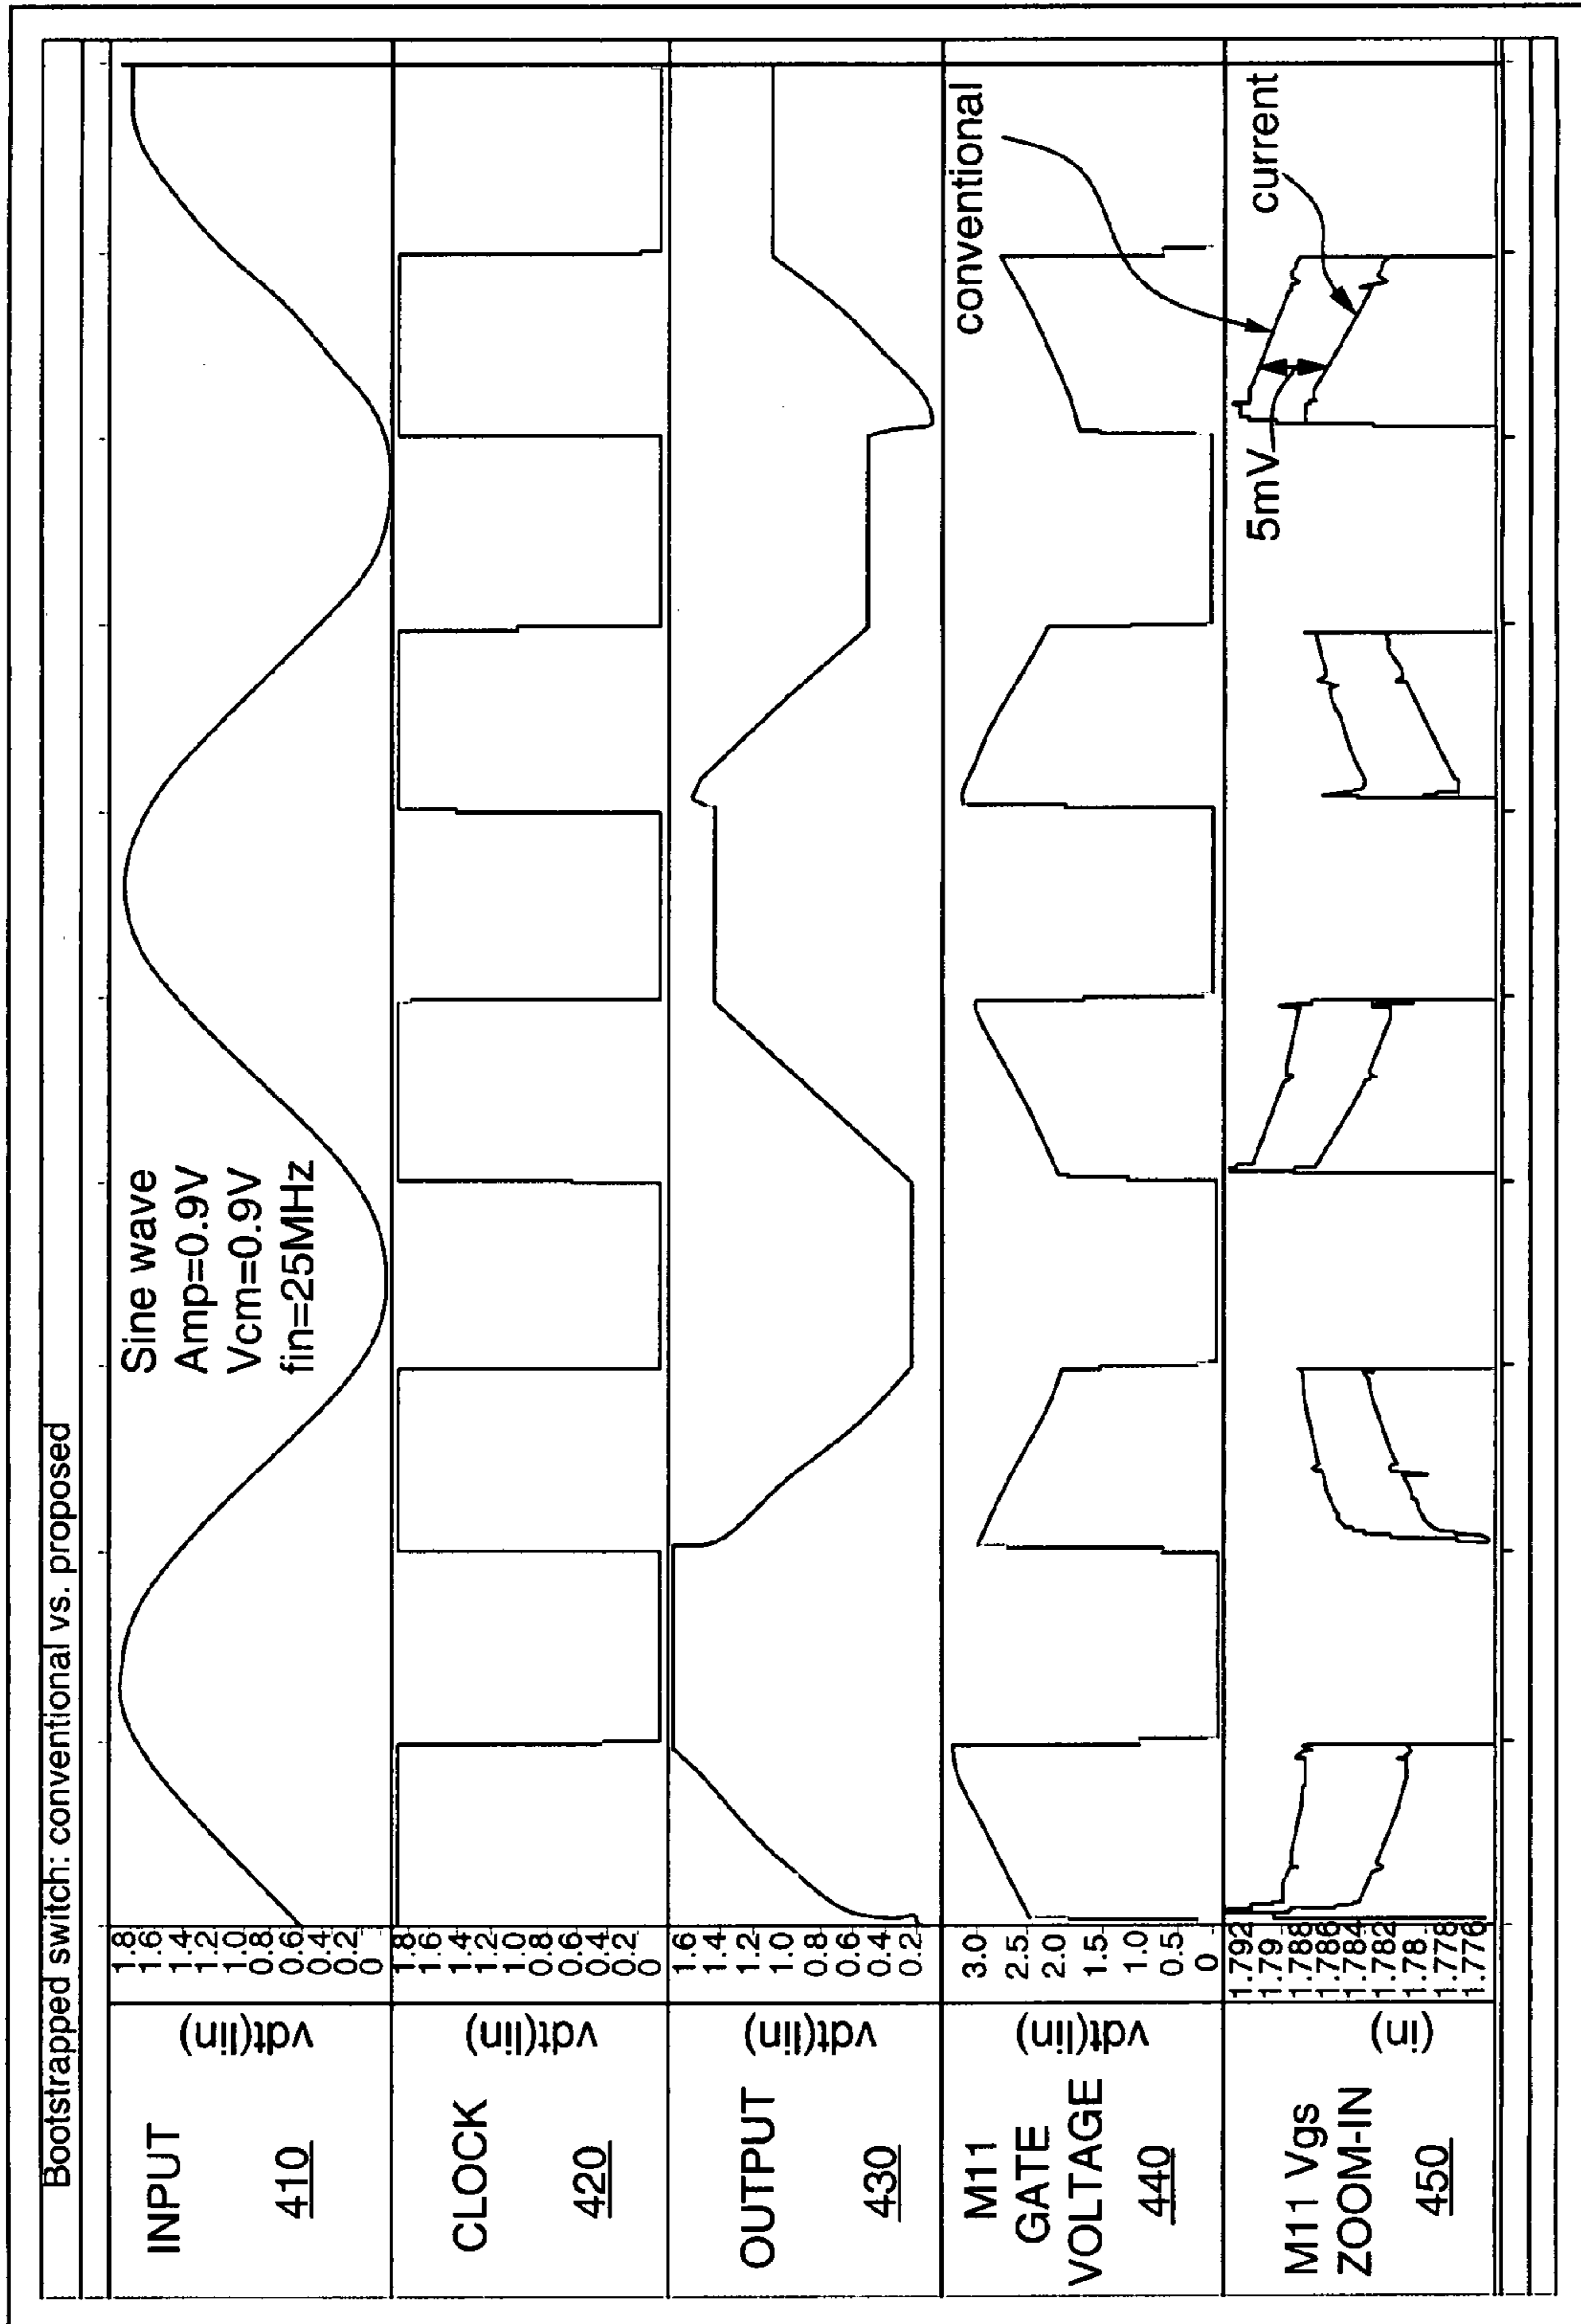 Bootstrapped switch: conventional vs. proposed
INPUT
410
vdt(lin)
1.8
1.6
1.4
1.2
1.0
0.8
0.6
0.4
0.2
0
Sine wave
Amp=0.9V
Vcm=0.9V
fin=25MHz
CLOCK
420
vdt(lin)
1.8
1.6
1.4
1.2
1.0
0.8
0.6
0.4
0.2
0
OUTPUT
430
vdt(lin)
1.6
1.4
1.2
1.0
0.8
0.6
0.4
0.2
M11
GATE
VOLTAGE
440
vdt(lin)
3.0
2.5
2.0
1.5
1.0
0.5
0
conventional
M11 Vgs
ZOOM-IN
450
(in)
1.792
1.79
1.788
1.786
1.784
1.782
1.78
1.778
1.776
5mV
current